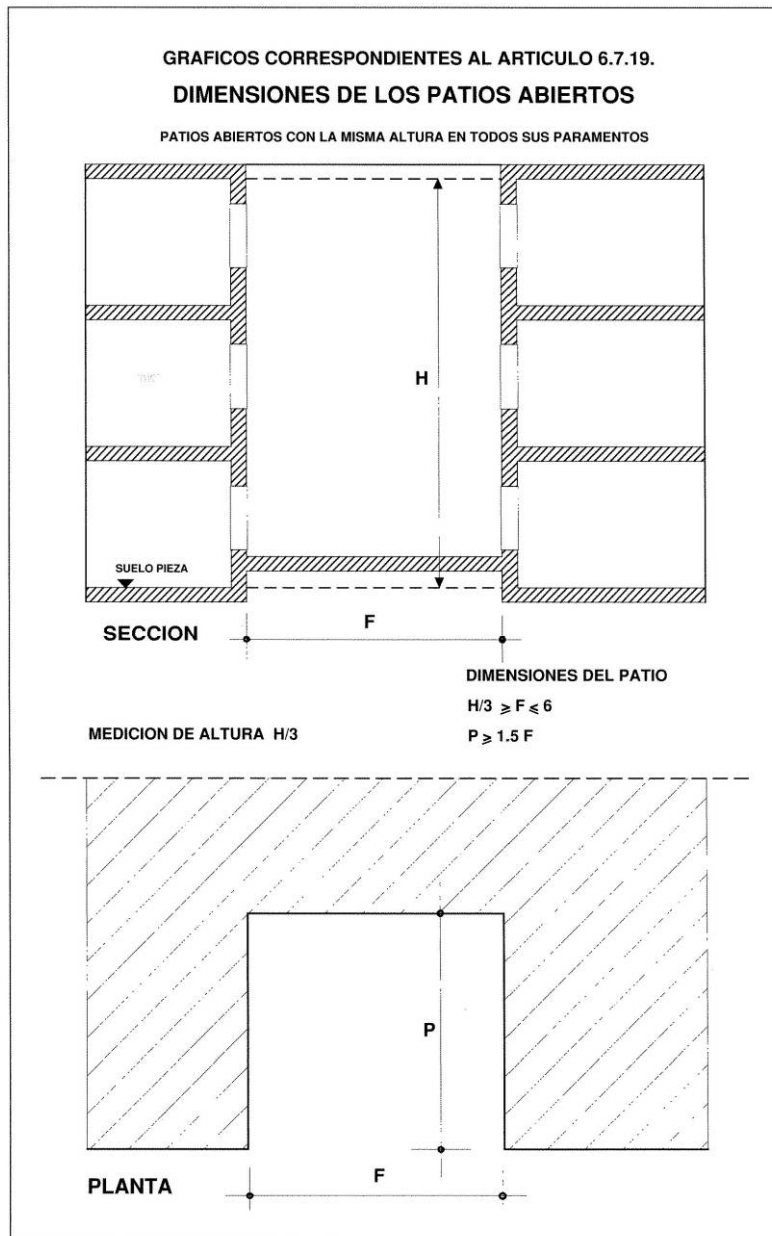 GRAFICOS CORRESPONDIENTES AL ARTICULO 6.7.19.
DIMENSIONES DE LOS PATIOS ABIERTOS
PATIOS ABIERTOS CON LA MISMA ALTURA EN TODOS SUS PARAMENTOS
H
SUELO PIEZA
SECCION
F
DIMENSIONES DEL PATIO
H/3 ⩾ F ⩽ 6
MEDICION DE ALTURA H/3
P ⩾ 1.5 F
P
PLANTA
F